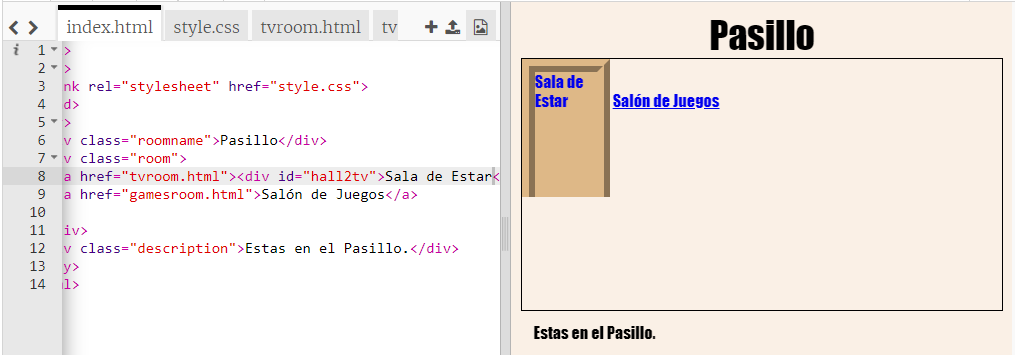 index.html style.css tvroom.html tv
1 >
2 >
3 nk rel="stylesheet" href="style.css">
4 d>
5 >
6 v class="roomname">Pasillo</div>
7 v class="room">
8 a href="tvroom.html"><div id="hall2tv">Sala de Estar<
9 a href="gamesroom.html">Salón de Juegos</a>
10
11 iv>
12 v class="description">Estas en el Pasillo.</div>
13 y>
14 l>
Pasillo
Sala de
Estar
Salón de Juegos
Estas en el Pasillo.